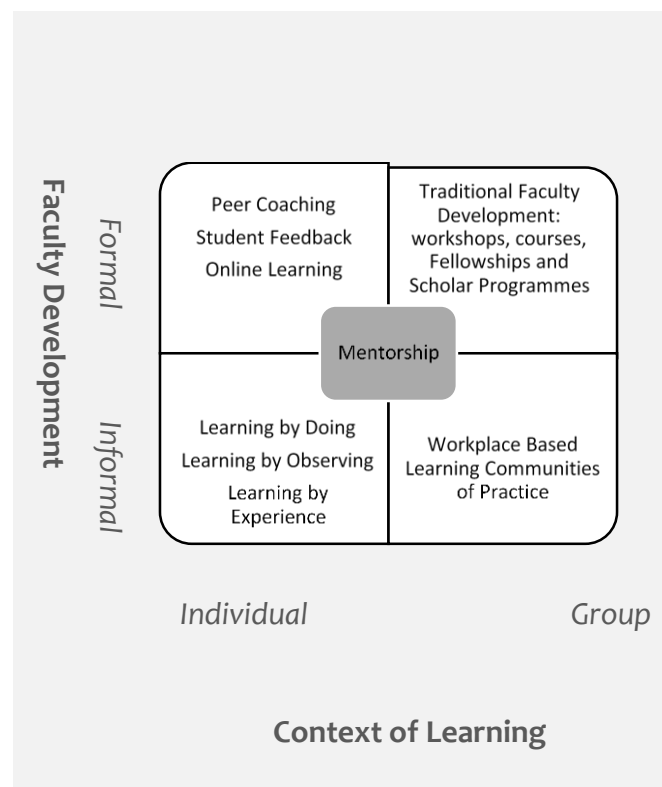 Faculty Development
Formal
Informal
Peer Coaching
Student Feedback
Online Learning
Traditional Faculty
Development:
workshops, courses,
Fellowships and
Scholar Programmes
Mentorship
Learning by Doing
Learning by Observing
Learning by
Experience
Workplace Based
Learning Communities
of Practice
Individual
Group
Context of Learning